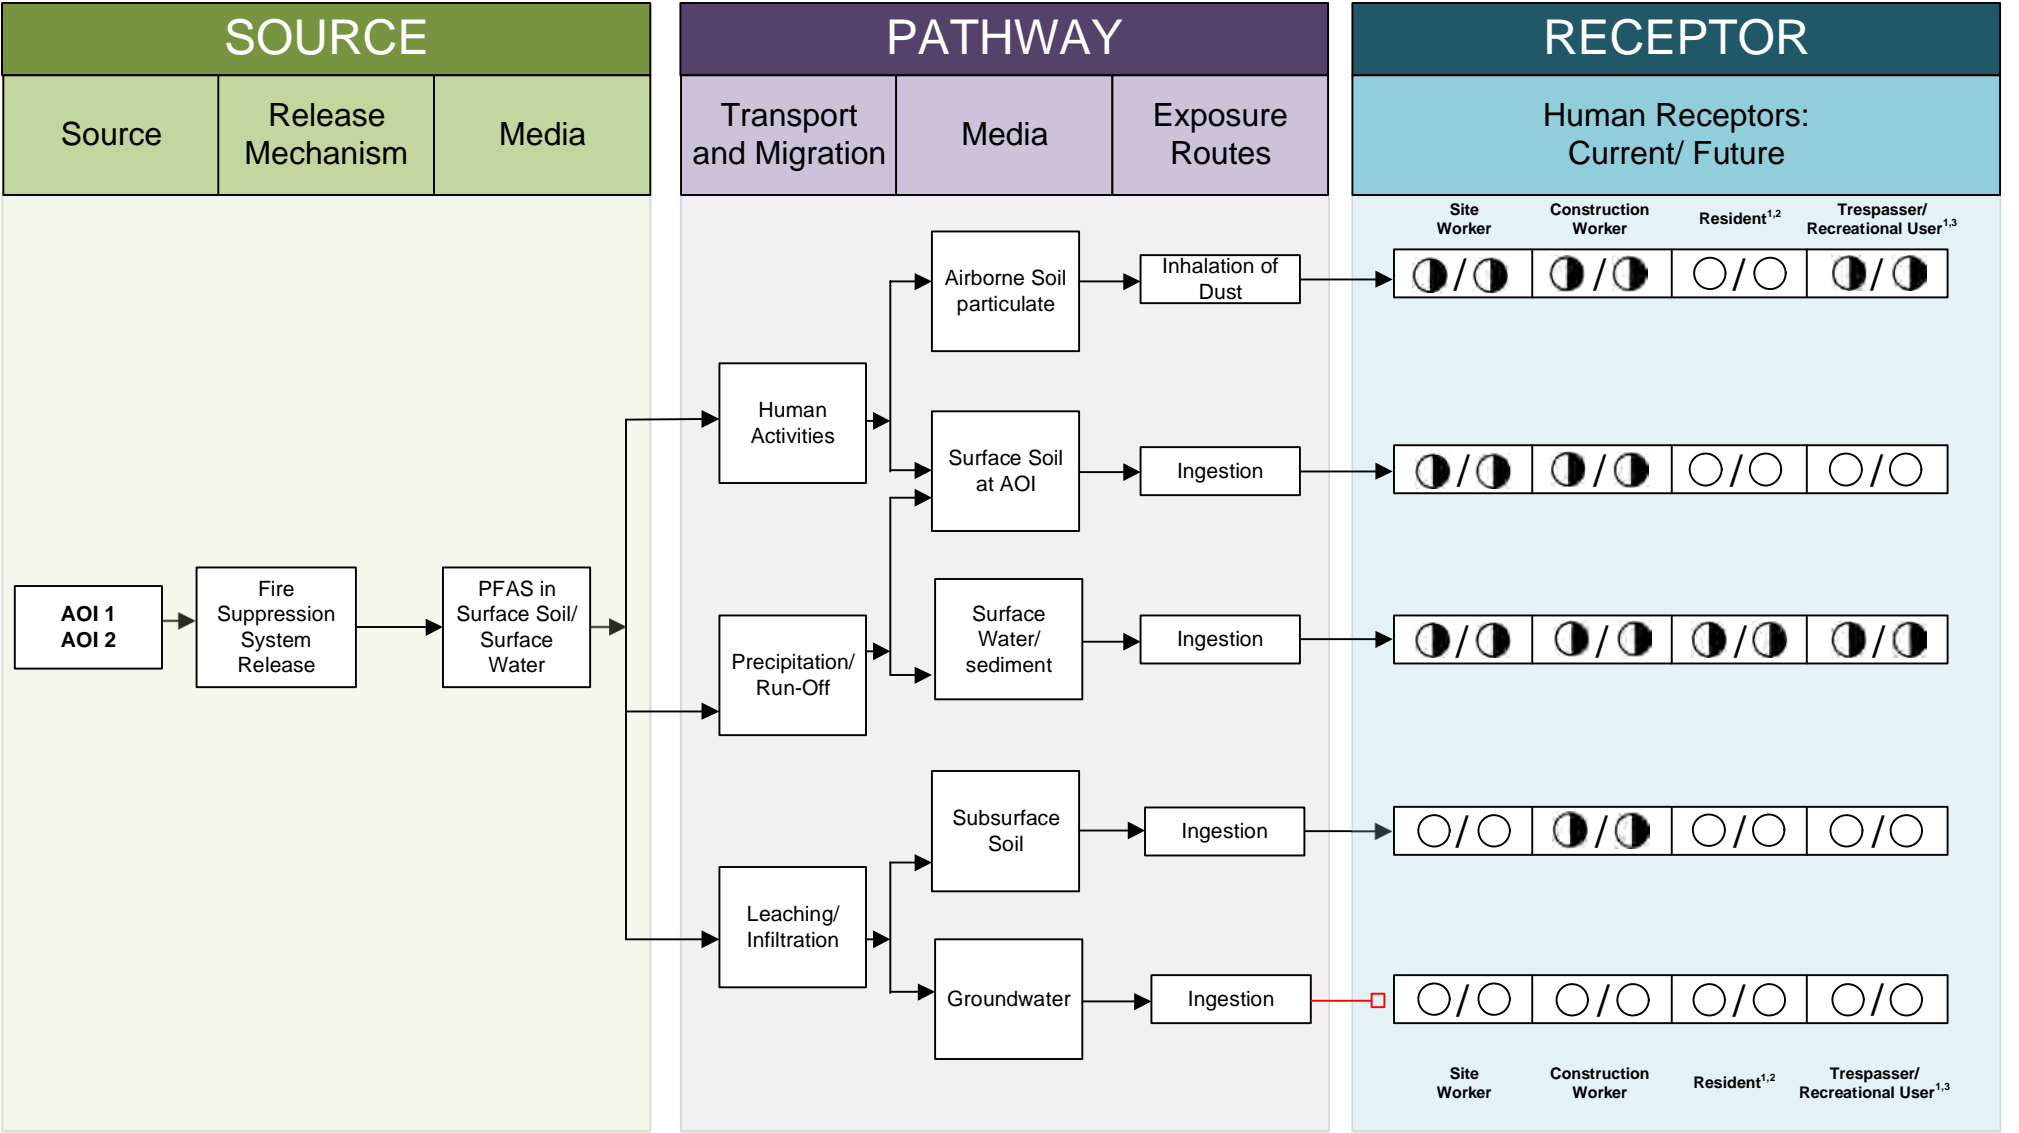 SOURCE
PATHWAY
RECEPTOR
Source
Release
Mechanism
Media
Transport
and Migration
Media
Exposure
Routes
Human Receptors:
Current/ Future
Site
Worker
Construction
Worker
Resident1,2
Trespasser/
Recreational User1,3
Airborne Soil
particulate
Inhalation of
Dust
/
/
/
/
Human
Activities
Surface Soil
at AOI
Ingestion
/
/
/
/
AOI 1
AOI 2
Fire
Suppression
System
Release
PFAS in
Surface Soil/
Surface
Water
Precipitation/
Run-Off
Surface
Water/
sediment
Ingestion
/
/
/
/
Subsurface
Soil
Ingestion
/
/
/
/
Leaching/
Infiltration
Groundwater
Ingestion
/
/
/
/
Site
Worker
Construction
Worker
Resident1,2
Trespasser/
Recreational User1,3